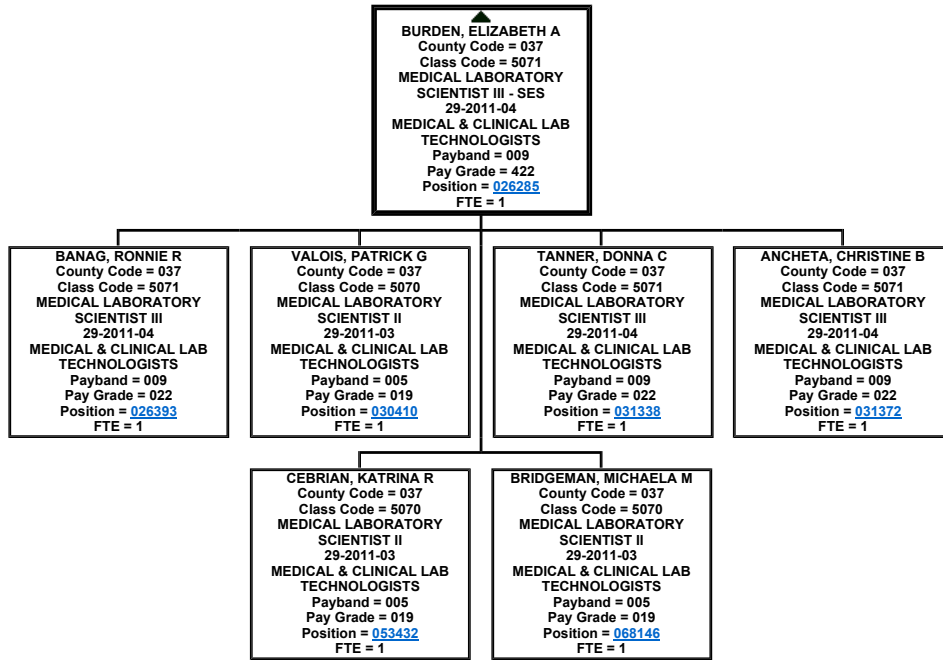 BURDEN, ELIZABETH A
County Code = 037
Class Code = 5071
MEDICAL LABORATORY
SCIENTIST III - SES
29-2011-04
MEDICAL & CLINICAL LAB
TECHNOLOGISTS
Payband = 009
Pay Grade = 422
Position = 026285
FTE = 1
BANAG, RONNIE R
County Code = 037
Class Code = 5071
MEDICAL LABORATORY
SCIENTIST III
29-2011-04
MEDICAL & CLINICAL LAB
TECHNOLOGISTS
Payband = 009
Pay Grade = 022
Position = 026393
FTE = 1
VALOIS, PATRICK G
County Code = 037
Class Code = 5070
MEDICAL LABORATORY
SCIENTIST II
29-2011-03
MEDICAL & CLINICAL LAB
TECHNOLOGISTS
Payband = 005
Pay Grade = 019
Position = 030410
FTE = 1
TANNER, DONNA C
County Code = 037
Class Code = 5071
MEDICAL LABORATORY
SCIENTIST III
29-2011-04
MEDICAL & CLINICAL LAB
TECHNOLOGISTS
Payband = 009
Pay Grade = 022
Position = 031338
FTE = 1
ANCHETA, CHRISTINE B
County Code = 037
Class Code = 5071
MEDICAL LABORATORY
SCIENTIST III
29-2011-04
MEDICAL & CLINICAL LAB
TECHNOLOGISTS
Payband = 009
Pay Grade = 022
Position = 031372
FTE = 1
CEBRIAN, KATRINA R
County Code = 037
Class Code = 5070
MEDICAL LABORATORY
SCIENTIST II
29-2011-03
MEDICAL & CLINICAL LAB
TECHNOLOGISTS
Payband = 005
Pay Grade = 019
Position = 053432
FTE = 1
BRIDGEMAN, MICHAELA M
County Code = 037
Class Code = 5070
MEDICAL LABORATORY
SCIENTIST II
29-2011-03
MEDICAL & CLINICAL LAB
TECHNOLOGISTS
Payband = 005
Pay Grade = 019
Position = 068146
FTE = 1